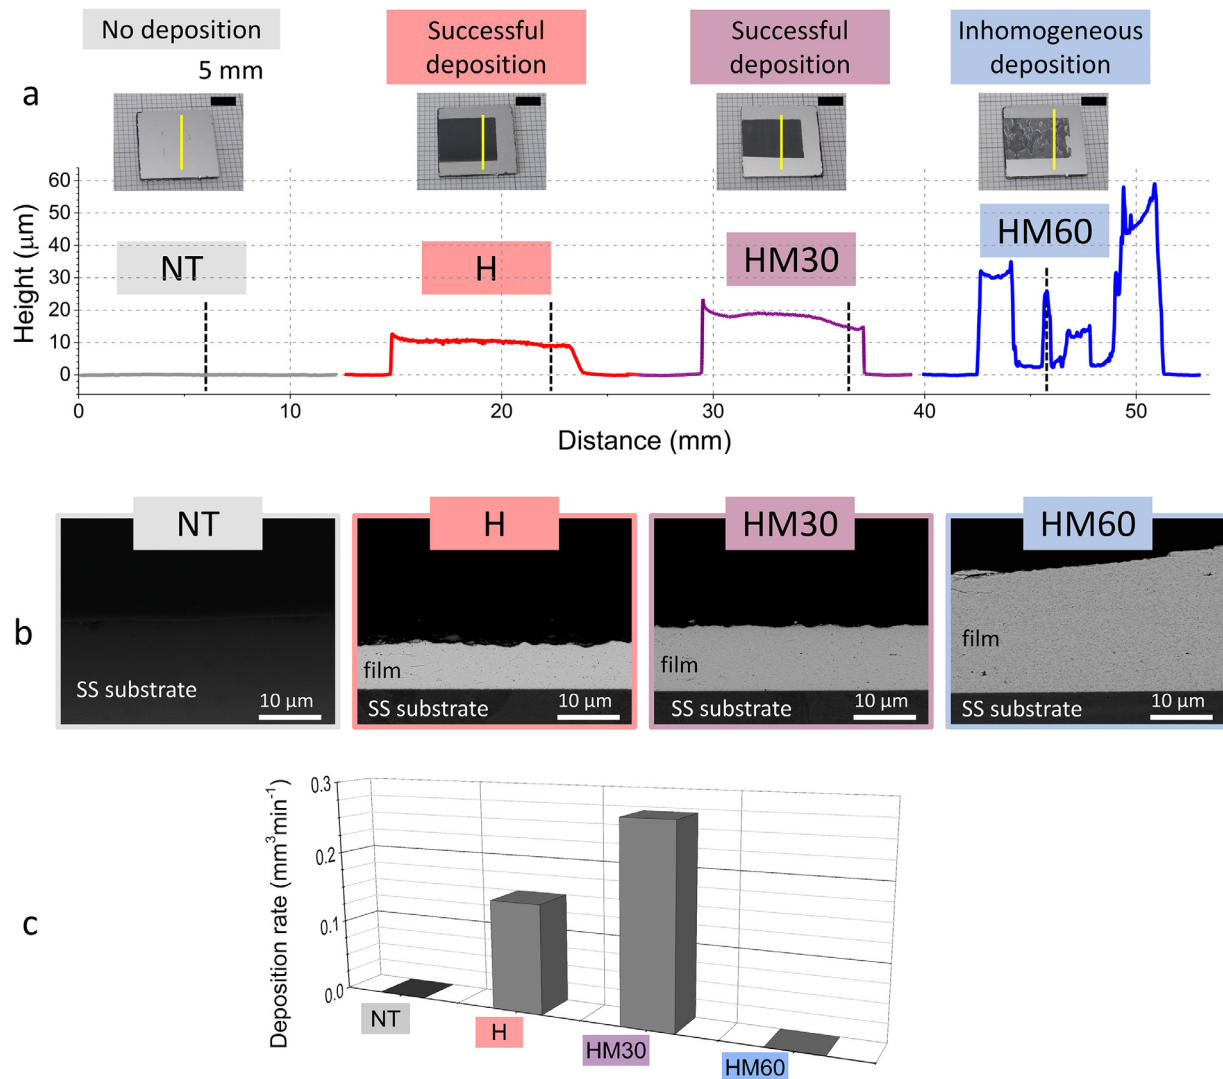 No deposition
Successful
deposition
Successful
deposition
Inhomogeneous
deposition
5 mm
a
60
50
40
30
20
10
0
Height (μm)
NT
H
HM30
HM60
0
10
20
30
40
50
Distance (mm)
b
NT
H
HM30
HM60
SS substrate
10 μm
film
SS substrate
10 μm
film
SS substrate
10 μm
film
SS substrate
10 μm
c
Deposition rate (mm³min⁻¹)
0.3
0.2
0.1
0.0
NT
H
HM30
HM60